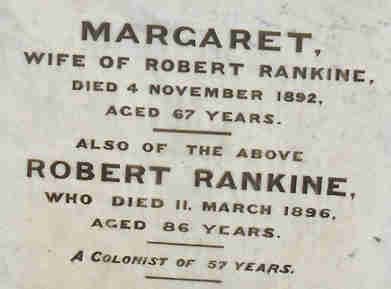 MARGARET,
WIFE OF ROBERT RANKINE,
DIED 4 NOVEMBER 1892,
AGED 67 YEARS.
ALSO OF THE ABOVE
ROBERT RANKINE,
WHO DIED 11. MARCH 1896,
AGED 86 YEARS.
A COLONIST OF 57 YEARS.